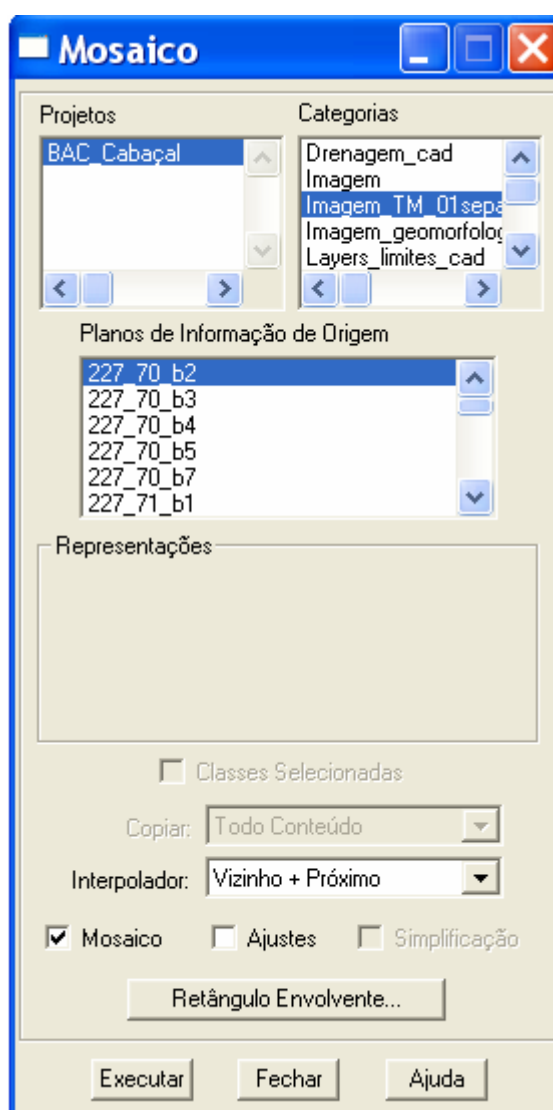 Mosaico
Projetos
Categorias
BAC_Cabaçal
Drenagem_cad
Imagem
Imagem_TM_01sepa
Imagem_geomorfolog
Layers_limites_cad
Planos de Informação de Origem
227_70_b2
227_70_b3
227_70_b4
227_70_b5
227_70_b7
227_71_b1
Representações
Classes Selecionadas
Copiar: Todo Conteúdo
Interpolador: Vizinho + Próximo
Mosaico Ajustes Simplificação
Retângulo Envolvente...
Executar Fechar Ajuda